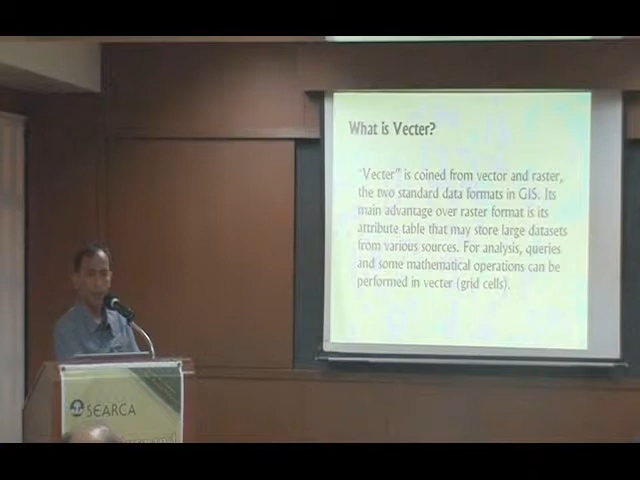 What is Vecter?
"Vecter" is coined from vector and raster,
the two standard data formats in GIS. Its
main advantage over raster format is its
attribute table that may store large datasets
from various sources. For analysis, queries
and some mathematical operations can be
performed in vecter (grid cells).
SEARCA